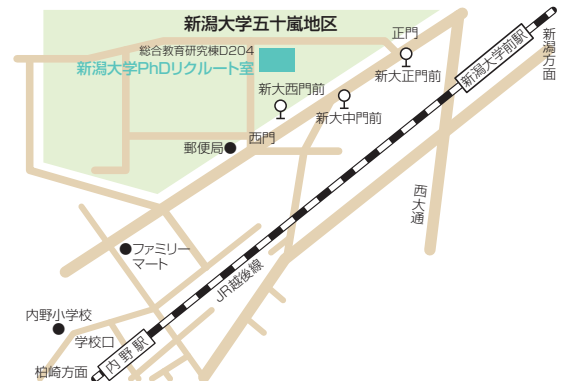 新潟大学五十嵐地区
正門
新潟方面
総合教育研究棟D204
新潟大学PhDリクルート室
新大正門前
新潟大学前駅
新大西門前
新大中門前
西門
郵便局
西大通
ファミリー
マート
JR越後線
内野小学校
学校口
内野駅
柏崎方面